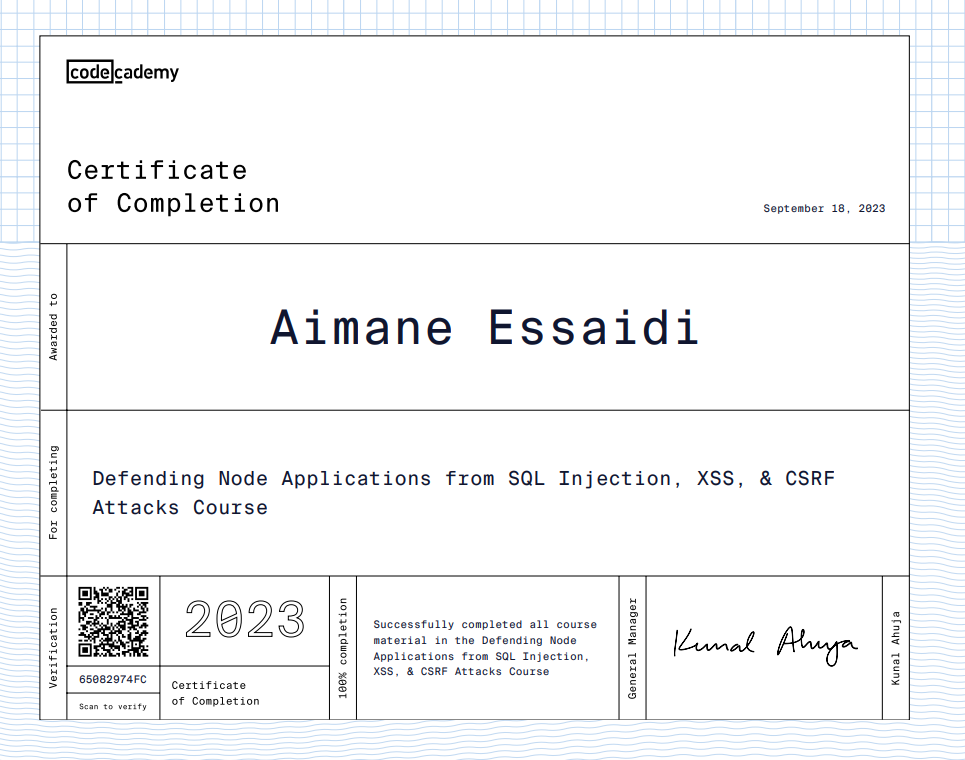 codecademy
Certificate
of Completion
September 18, 2023
Awarded to
Aimane Essaidi
For completing
Defending Node Applications from SQL Injection, XSS, & CSRF
Attacks Course
Verification
65082974FC
Scan to verify
2023
Certificate
of Completion
100% completion
Successfully completed all course
material in the Defending Node
Applications from SQL Injection,
XSS, & CSRF Attacks Course
General Manager
Kunal Ahuja
Kunal Ahuja